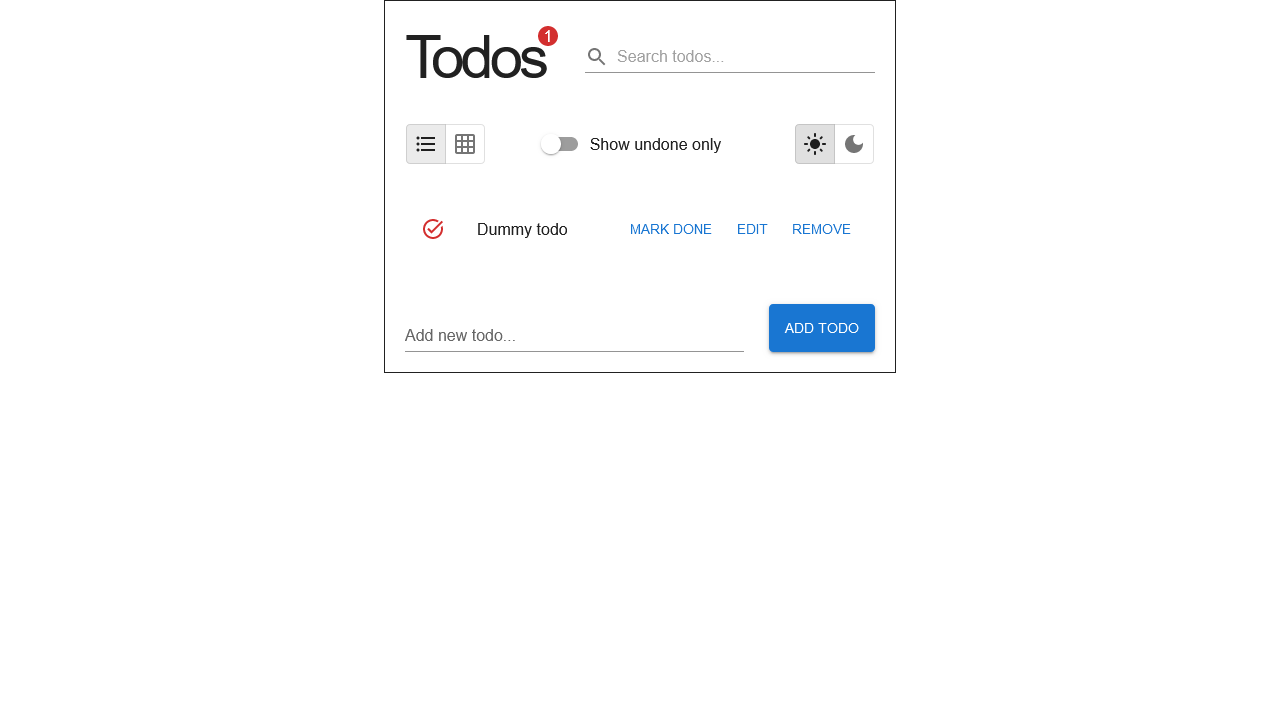 Todos 1
Search todos...
Show undone only
Dummy todo MARK DONE EDIT REMOVE
Add new todo... ADD TODO